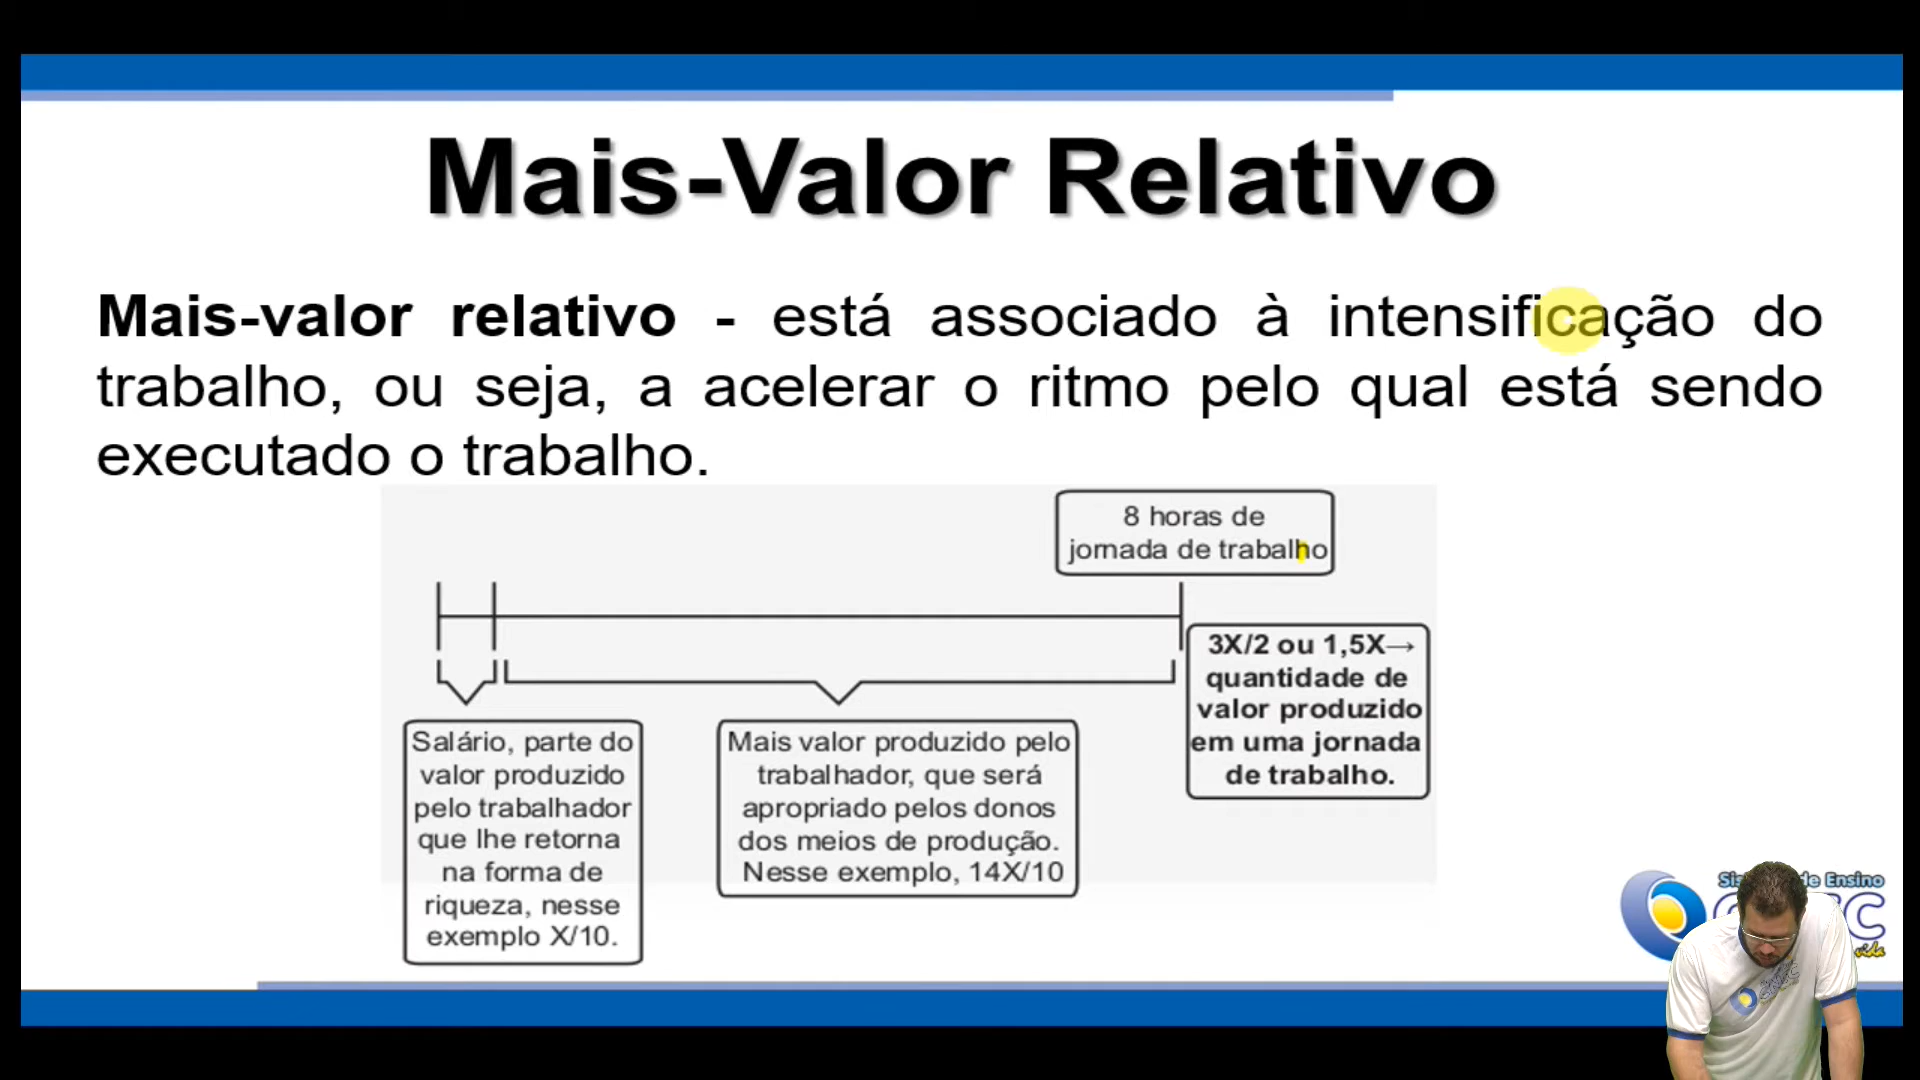 Mais-Valor Relativo
Mais-valor relativo - está associado à intensificação do
trabalho, ou seja, a acelerar o ritmo pelo qual está sendo
executado o trabalho.
8 horas de
jornada de trabalho
3X/2 ou 1,5X→
quantidade de
valor produzido
em uma jornada
de trabalho.
Salário, parte do
valor produzido
pelo trabalhador
que lhe retorna
na forma de
riqueza, nesse
exemplo X/10.
Mais valor produzido pelo
trabalhador, que será
apropriado pelos donos
dos meios de produção.
Nesse exemplo, 14X/10
de Ensino
vida